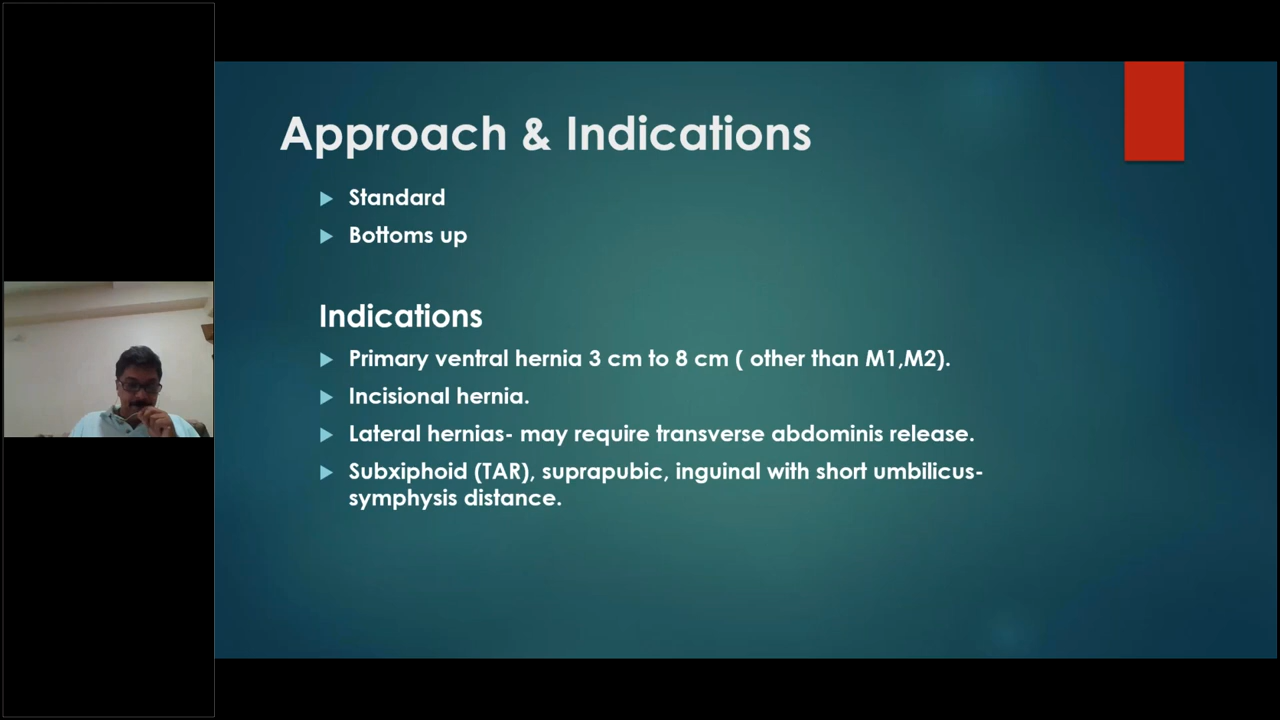 Approach & Indications
Standard
Bottoms up
Indications
Primary ventral hernia 3 cm to 8 cm ( other than M1,M2).
Incisional hernia.
Lateral hernias- may require transverse abdominis release.
Subxiphoid (TAR), suprapubic, inguinal with short umbilicus-
symphysis distance.